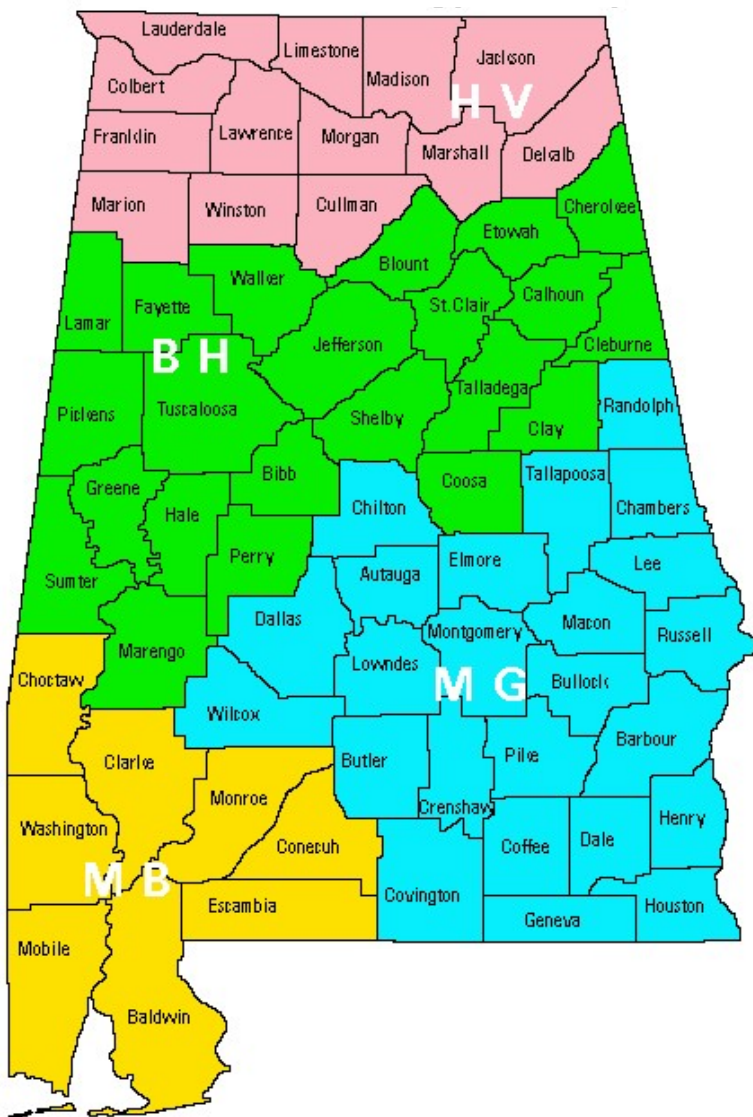 Lauderdale
Limestone
Madison
Jackson
Colbert
H V
Franklin
Lawrence
Morgan
Marshall
Dekalb
Marion
Winston
Cullman
Cherokee
Etowah
Blount
Walker
Fayette
St. Clair
Calhoun
Lamar
Jefferson
Cleburne
B H
Talladega
Randolph
Pickens
Tuscaloosa
Shelby
Clay
Bibb
Coosa
Tallapoosa
Greene
Hale
Chilton
Chambers
Perry
Elmore
Lee
Sumter
Autauga
Dallas
Macon
Montgomery
Russell
Marengo
Lowndes
Choctaw
M G
Bullock
Wilcox
Barbour
Clarke
Butler
Pike
Monroe
Crenshaw
Washington
Henry
Conecuh
Coffee
Dale
M B
Covington
Escambia
Geneva
Houston
Mobile
Baldwin